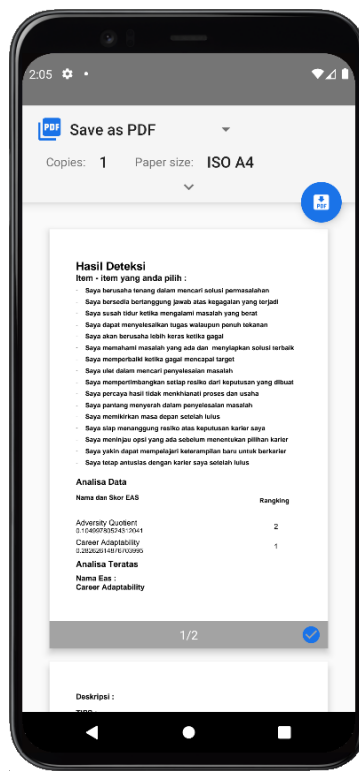 2:05
PDF Save as PDF
Copies: 1 Paper size: ISO A4
PDF
Hasil Deteksi
Item - item yang anda pilih :
Saya berusaha tenang dalam mencari solusi permasalahan
Saya bersedia bertanggung jawab atas kegagalan yang terjadi
Saya susah tidur ketika mengalami masalah yang berat
Saya dapat menyelesaikan tugas walaupun penuh tekanan
Saya akan berusaha lebih keras ketika gagal
Saya memahami masalah yang ada dan menyiapkan solusi terbaik
Saya memperbaiki ketika gagal mencapai target
Saya ulet dalam mencari penyelesaian masalah
Saya mempertimbangkan setiap resiko dari keputusan yang dibuat
Saya percaya hasil tidak menkhianati proses dan usaha
Saya pantang menyerah dalam penyelesaian masalah
Saya memikirkan masa depan setelah lulus
Saya siap menanggung resiko atas keputusan karier saya
Saya meninjau opsi yang ada sebelum menentukan pilihan karier
Saya yakin dapat mempelajari keterampilan baru untuk berkarier
Saya tetap antusias dengan karier saya setelah lulus
Analisa Data
Nama dan Skor EAS Rangking
Adversity Quotient 2
0.10499780524312041
Career Adaptability 1
0.28262614876703995
Analisa Teratas
Nama Eas :
Career Adaptability
1/2
Deskripsi :